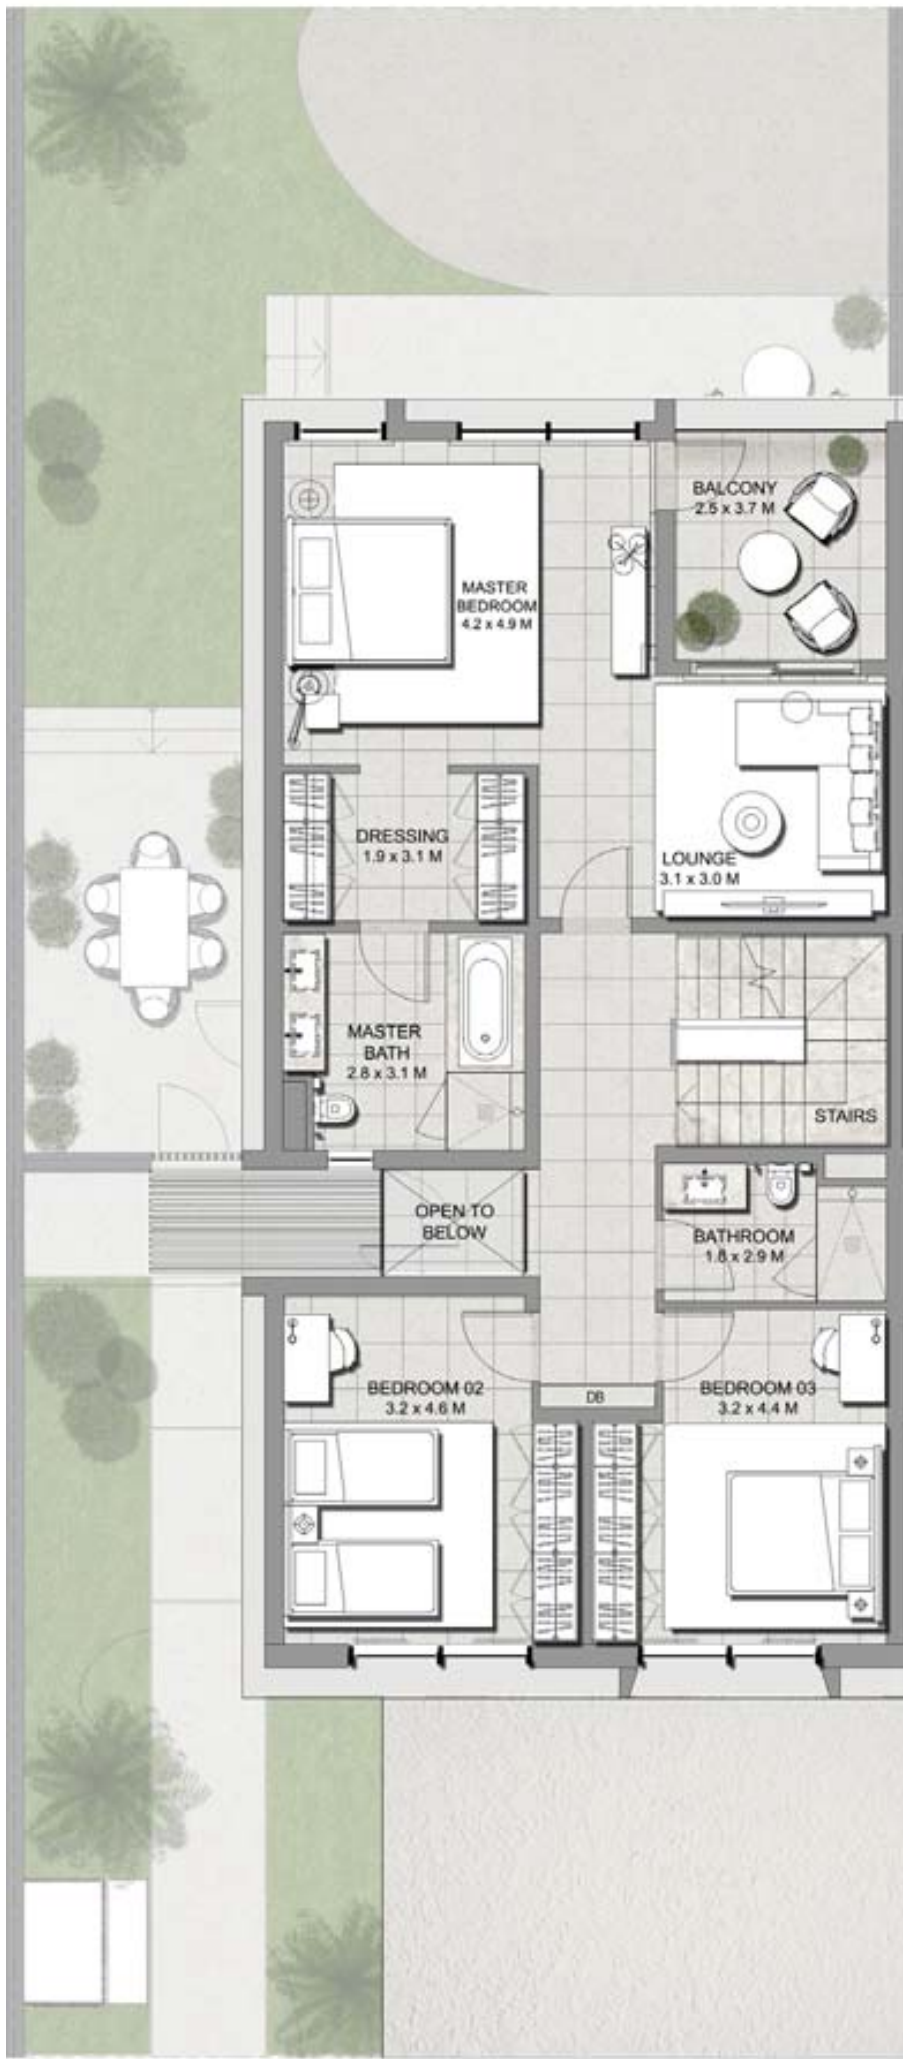 BALCONY
2.5 x 3.7 M
MASTER
BEDROOM
4.2 x 4.9 M
DRESSING
1.9 x 3.1 M
LOUNGE
3.1 x 3.0 M
MASTER
BATH
2.8 x 3.1 M
STAIRS
OPEN TO
BELOW
BATHROOM
1.8 x 2.9 M
BEDROOM 02
3.2 x 4.6 M
DB
BEDROOM 03
3.2 x 4.4 M